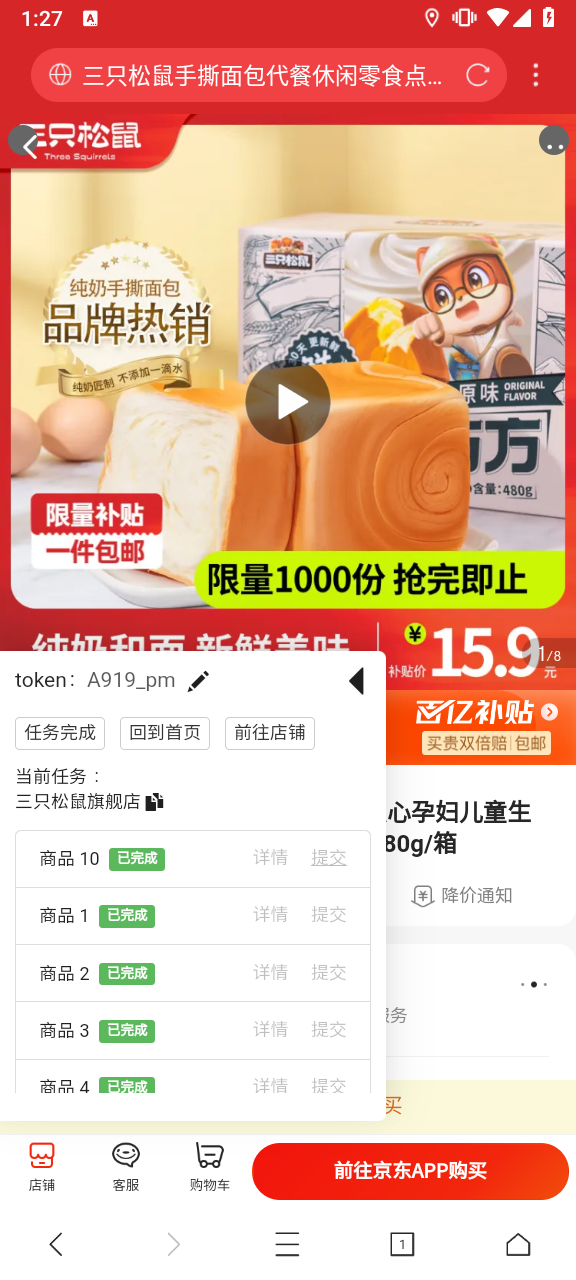 1:27
A
三只松鼠手撕面包代餐休闲零食点...
三只松鼠
Three Squirrels
纯奶手撕面包
品牌热销
纯奶匠制 不添加一滴水
三只松鼠
原味 ORIGINAL FLAVOR
方方
含量:480g
限量补贴
一件包邮
限量1000份 抢完即止
纯奶和面 新鲜美味
补贴价
¥
15.9
元
1/8
百亿补贴
买贵双倍赔 包邮
token: A919_pm
任务完成 回到首页 前往店铺
当前任务：
三只松鼠旗舰店
心孕妇儿童生
80g/箱
降价通知
商品 10 已完成 详情 提交
商品 1 已完成 详情 提交
商品 2 已完成 详情 提交
服务
商品 3 已完成 详情 提交
商品 4 已完成 详情 提交
买
店铺
客服
购物车
前往京东APP购买
1